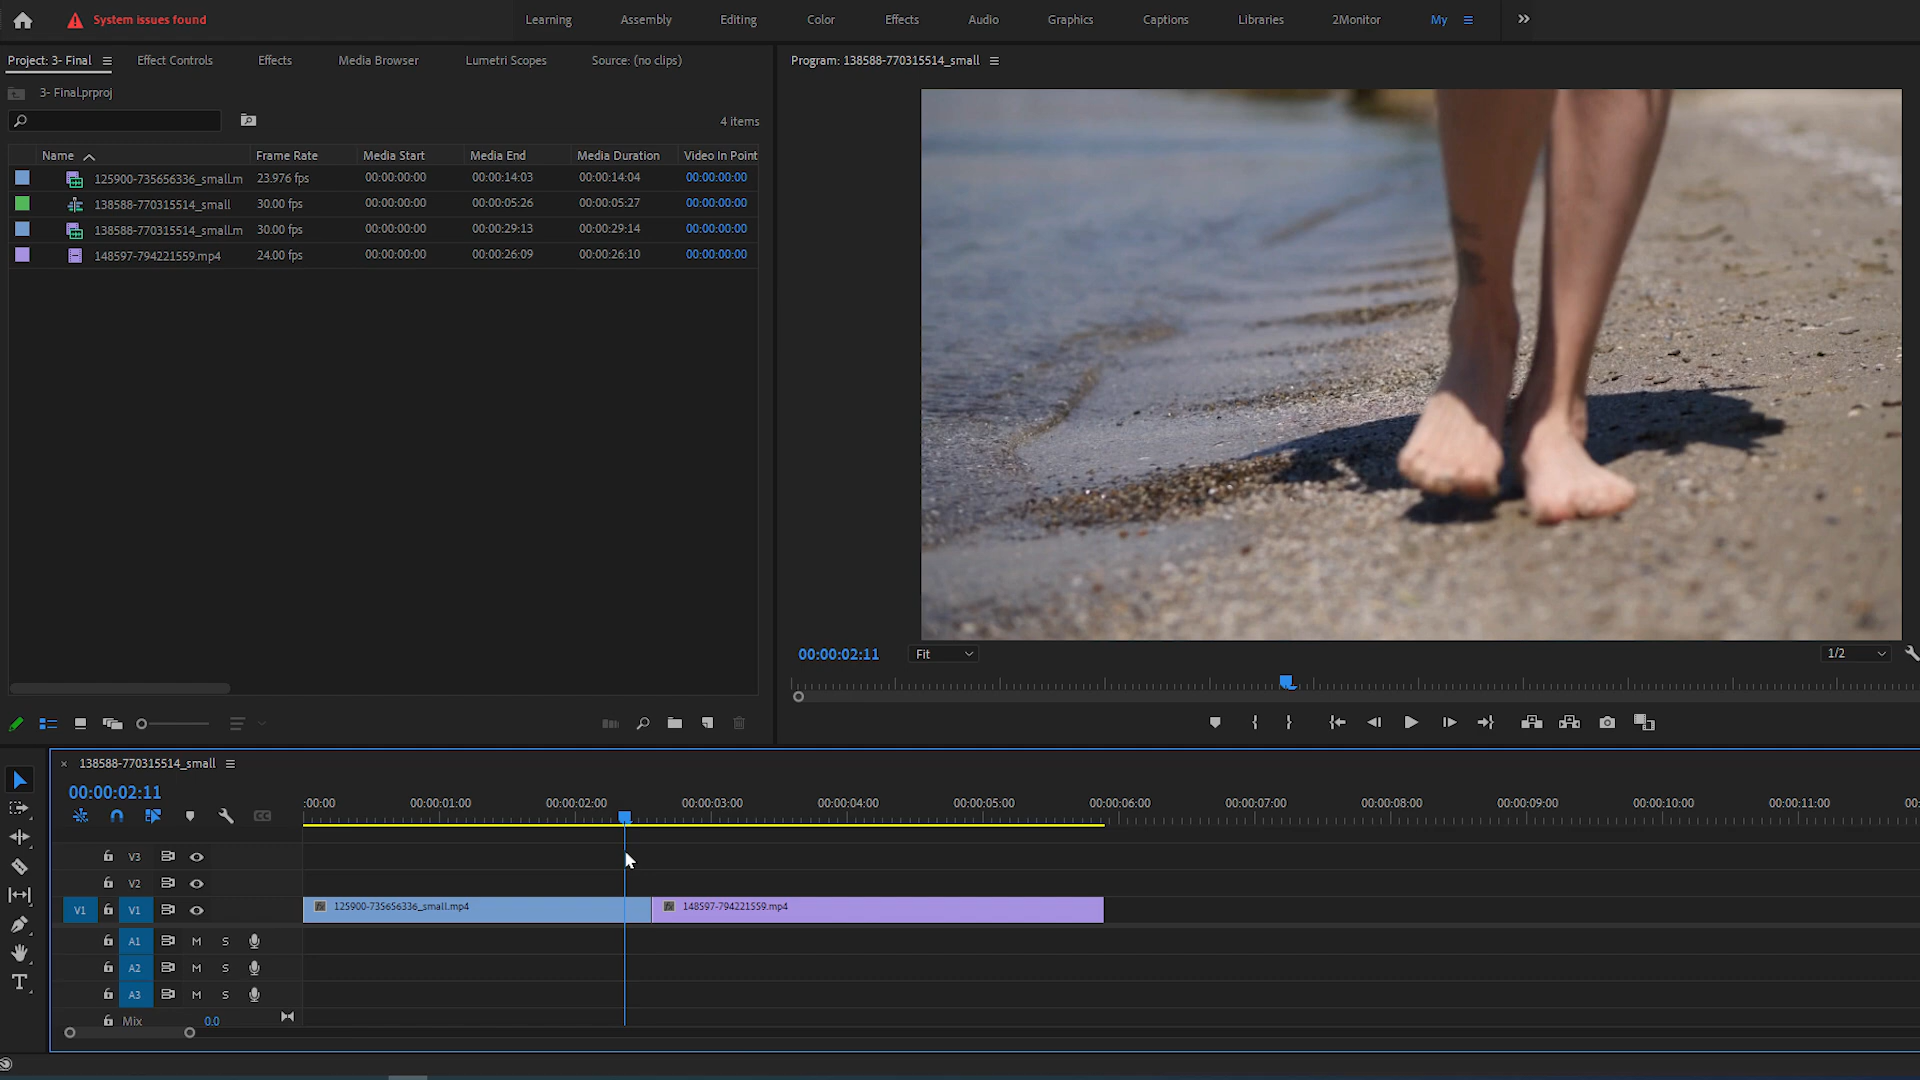 System issues found
Learning Assembly Editing Color Effects Audio Graphics Captions Libraries 2Monitor My
Project: 3- Final Effect Controls Effects Media Browser Lumetri Scopes Source: (no clips)
Program: 138588-770315514_small
3- Final.prproj
4 items
Name Frame Rate Media Start Media End Media Duration Video In Point
125900-735656336_small.m 23.976 fps 00:00:00:00 00:00:14:03 00:00:14:04 00:00:00:00
138588-770315514_small 30.00 fps 00:00:00:00 00:00:05:26 00:00:05:27 00:00:00:00
138588-770315514_small.m 30.00 fps 00:00:00:00 00:00:29:13 00:00:29:14 00:00:00:00
148597-794221559.mp4 24.00 fps 00:00:00:00 00:00:26:09 00:00:26:10 00:00:00:00
00:00:02:11 Fit 1/2
138588-770315514_small
00:00:02:11
:00:00 00:00:01:00 00:00:02:00 00:00:03:00 00:00:04:00 00:00:05:00 00:00:06:00 00:00:07:00 00:00:08:00 00:00:09:00 00:00:10:00 00:00:11:00 00:
CC
V3
V2
V1 V1 fx 125900-735656336_small.mp4 fx 148597-794221559.mp4
A1 M S
A2 M S
A3 M S
Mix 0.0
T